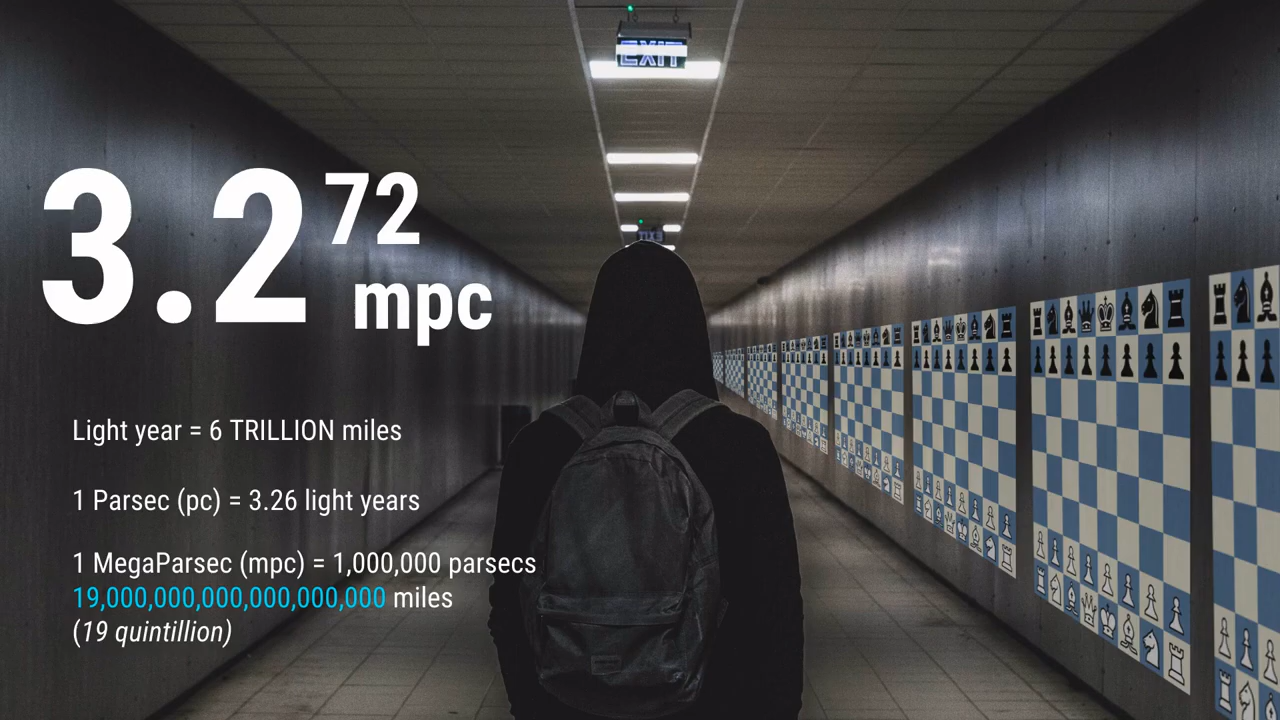 EXIT
3.2 72
mpc
Light year = 6 TRILLION miles
1 Parsec (pc) = 3.26 light years
1 MegaParsec (mpc) = 1,000,000 parsecs
19,000,000,000,000,000,000 miles
(19 quintillion)